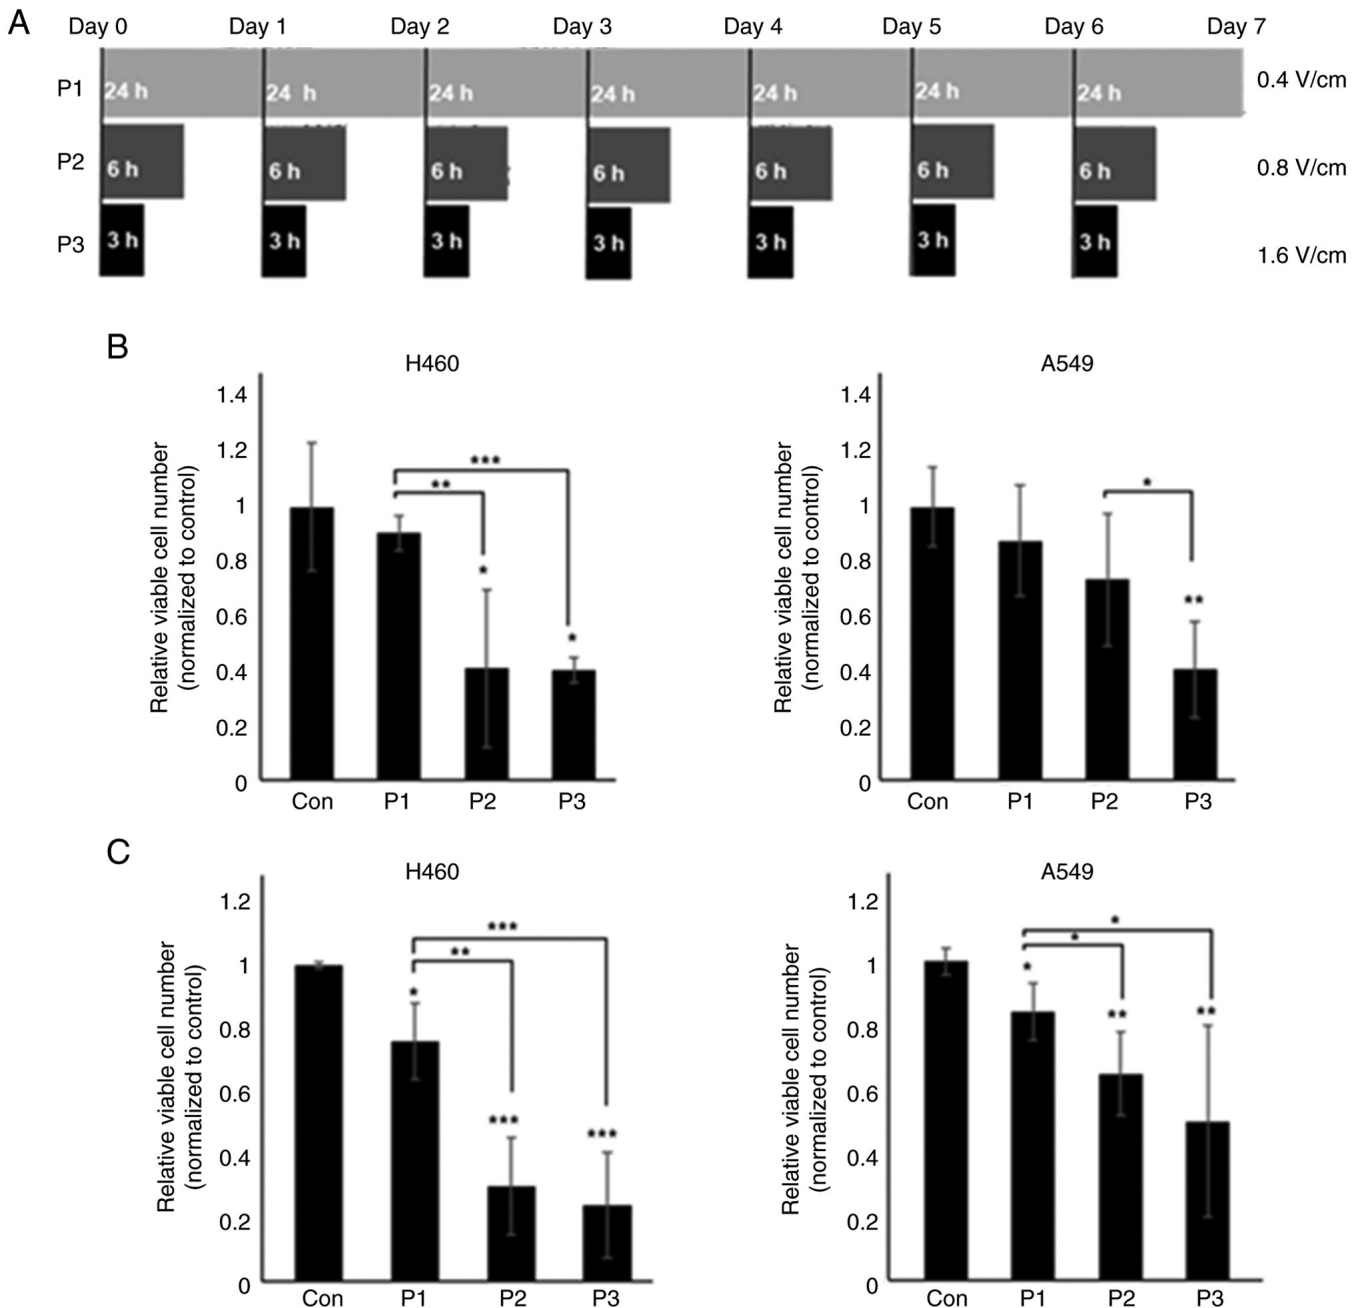 A
Day 0 Day 1 Day 2 Day 3 Day 4 Day 5 Day 6 Day 7
P1 24 h 24 h 24 h 24 h 24 h 24 h 24 h 0.4 V/cm
P2 6 h 6 h 6 h 6 h 6 h 6 h 6 h 0.8 V/cm
P3 3 h 3 h 3 h 3 h 3 h 3 h 3 h 1.6 V/cm
B
H460
Relative viable cell number
(normalized to control)
1.4
1.2
1
0.8
0.6
0.4
0.2
0
***
**
*
*
Con P1 P2 P3
A549
Relative viable cell number
(normalized to control)
1.4
1.2
1
0.8
0.6
0.4
0.2
0
*
**
Con P1 P2 P3
C
H460
Relative viable cell number
(normalized to control)
1.2
1
0.8
0.6
0.4
0.2
0
***
**
*
***
***
Con P1 P2 P3
A549
Relative viable cell number
(normalized to control)
1.2
1
0.8
0.6
0.4
0.2
0
*
*
*
**
**
Con P1 P2 P3